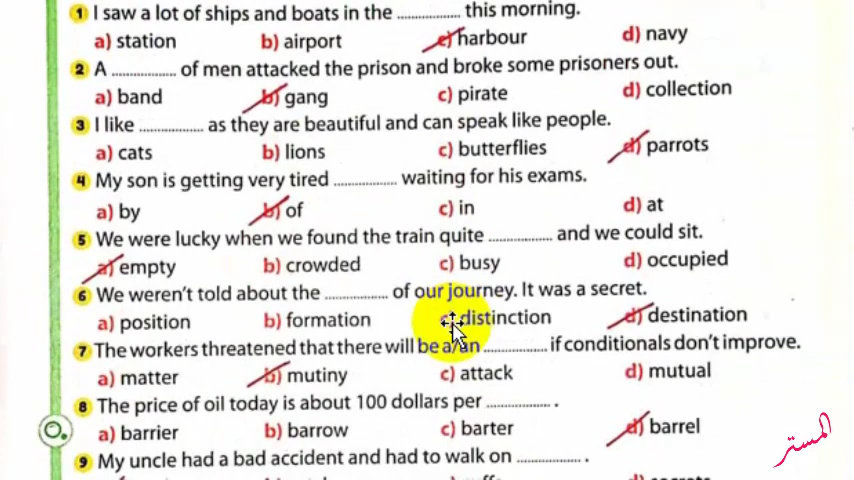 1 I saw a lot of ships and boats in the .............. this morning.
a) station b) airport c) harbour d) navy
2 A .............. of men attacked the prison and broke some prisoners out.
a) band b) gang c) pirate d) collection
3 I like .............. as they are beautiful and can speak like people.
a) cats b) lions c) butterflies d) parrots
4 My son is getting very tired .............. waiting for his exams.
a) by b) of c) in d) at
5 We were lucky when we found the train quite .............. and we could sit.
a) empty b) crowded c) busy d) occupied
6 We weren't told about the .............. of our journey. It was a secret.
a) position b) formation c) distinction d) destination
7 The workers threatened that there will be a/an .............. if conditionals don't improve.
a) matter b) mutiny c) attack d) mutual
8 The price of oil today is about 100 dollars per .............. .
a) barrier b) barrow c) barter d) barrel
المستر
9 My uncle had a bad accident and had to walk on .............. .